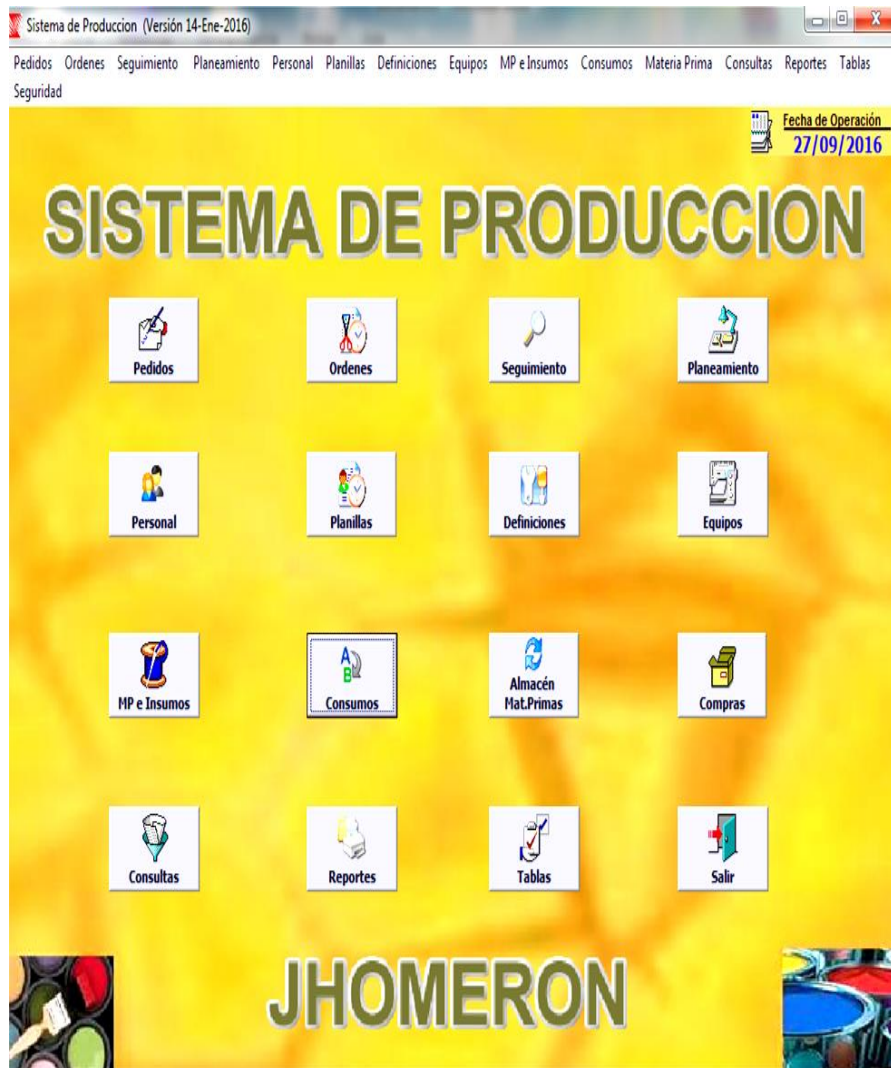 Sistema de Produccion (Versión 14-Ene-2016)
Pedidos Ordenes Seguimiento Planeamiento Personal Planillas Definiciones Equipos MP e Insumos Consumos Materia Prima Consultas Reportes Tablas
Seguridad
Fecha de Operación
27/09/2016
SISTEMA DE PRODUCCION
Pedidos Ordenes Seguimiento Planeamiento
Personal Planillas Definiciones Equipos
MP e Insumos Consumos Almacén Mat.Primas Compras
Consultas Reportes Tablas Salir
JHOMERON